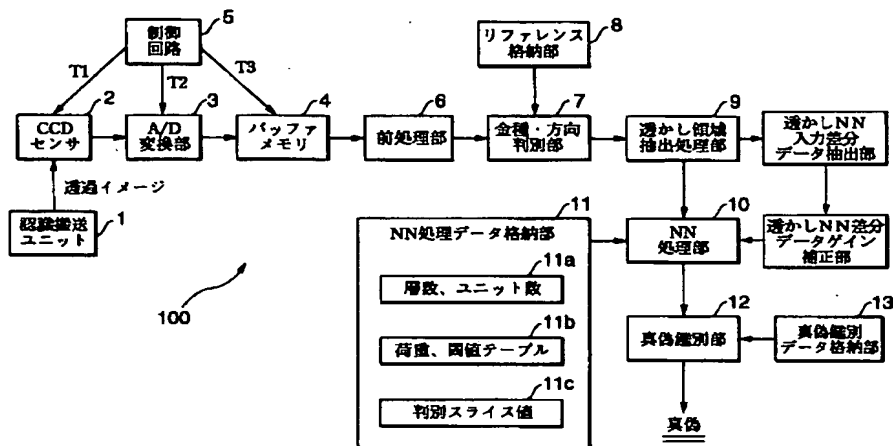 5
制御
回路
リファレンス
格納部
8
T1
T2
T3
2
CCD
センサ
3
A/D
変換部
4
バッファ
メモリ
6
前処理部
7
金種・方向
判別部
9
透かし領域
抽出処理部
透かしNN
入力差分
データ抽出部
透過イメージ
1
認識搬送
ユニット
11
NN処理データ格納部
10
NN
処理部
透かしNN差分
データゲイン
補正部
11a
層数、ユニット数
100
11b
荷重、閾値テーブル
12
真偽鑑別部
13
真偽鑑別
データ格納部
11c
判別スライス値
真偽